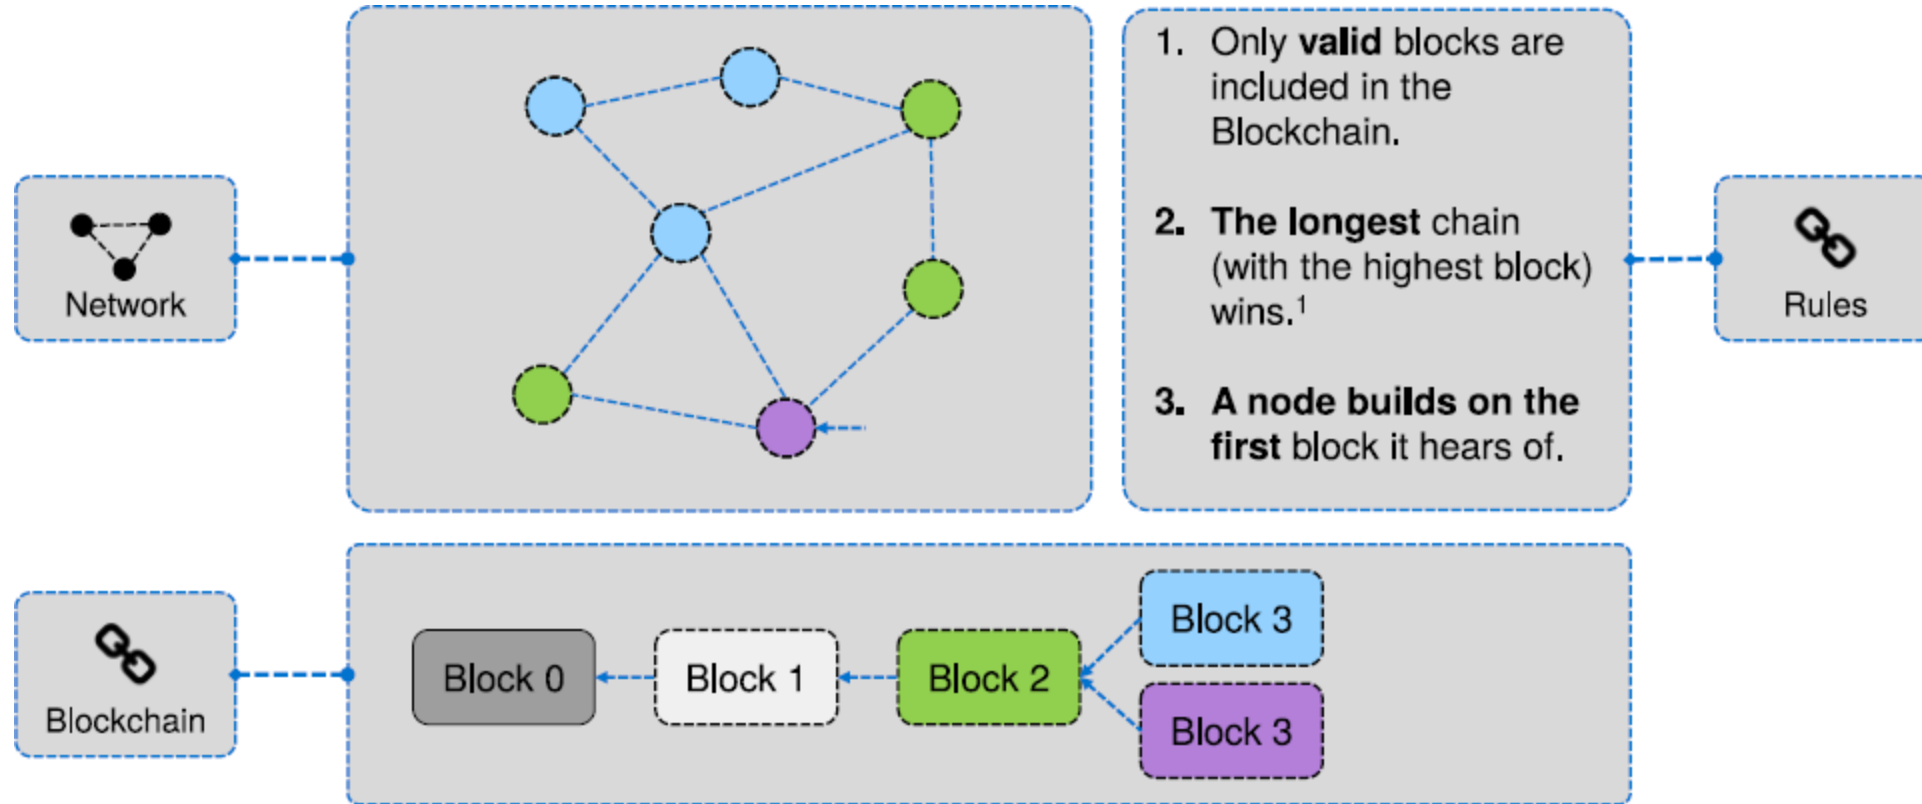 Network
1. Only valid blocks are
included in the
Blockchain.
2. The longest chain
(with the highest block)
wins.¹
3. A node builds on the
first block it hears of.
Rules
Blockchain
Block 0
Block 1
Block 2
Block 3
Block 3